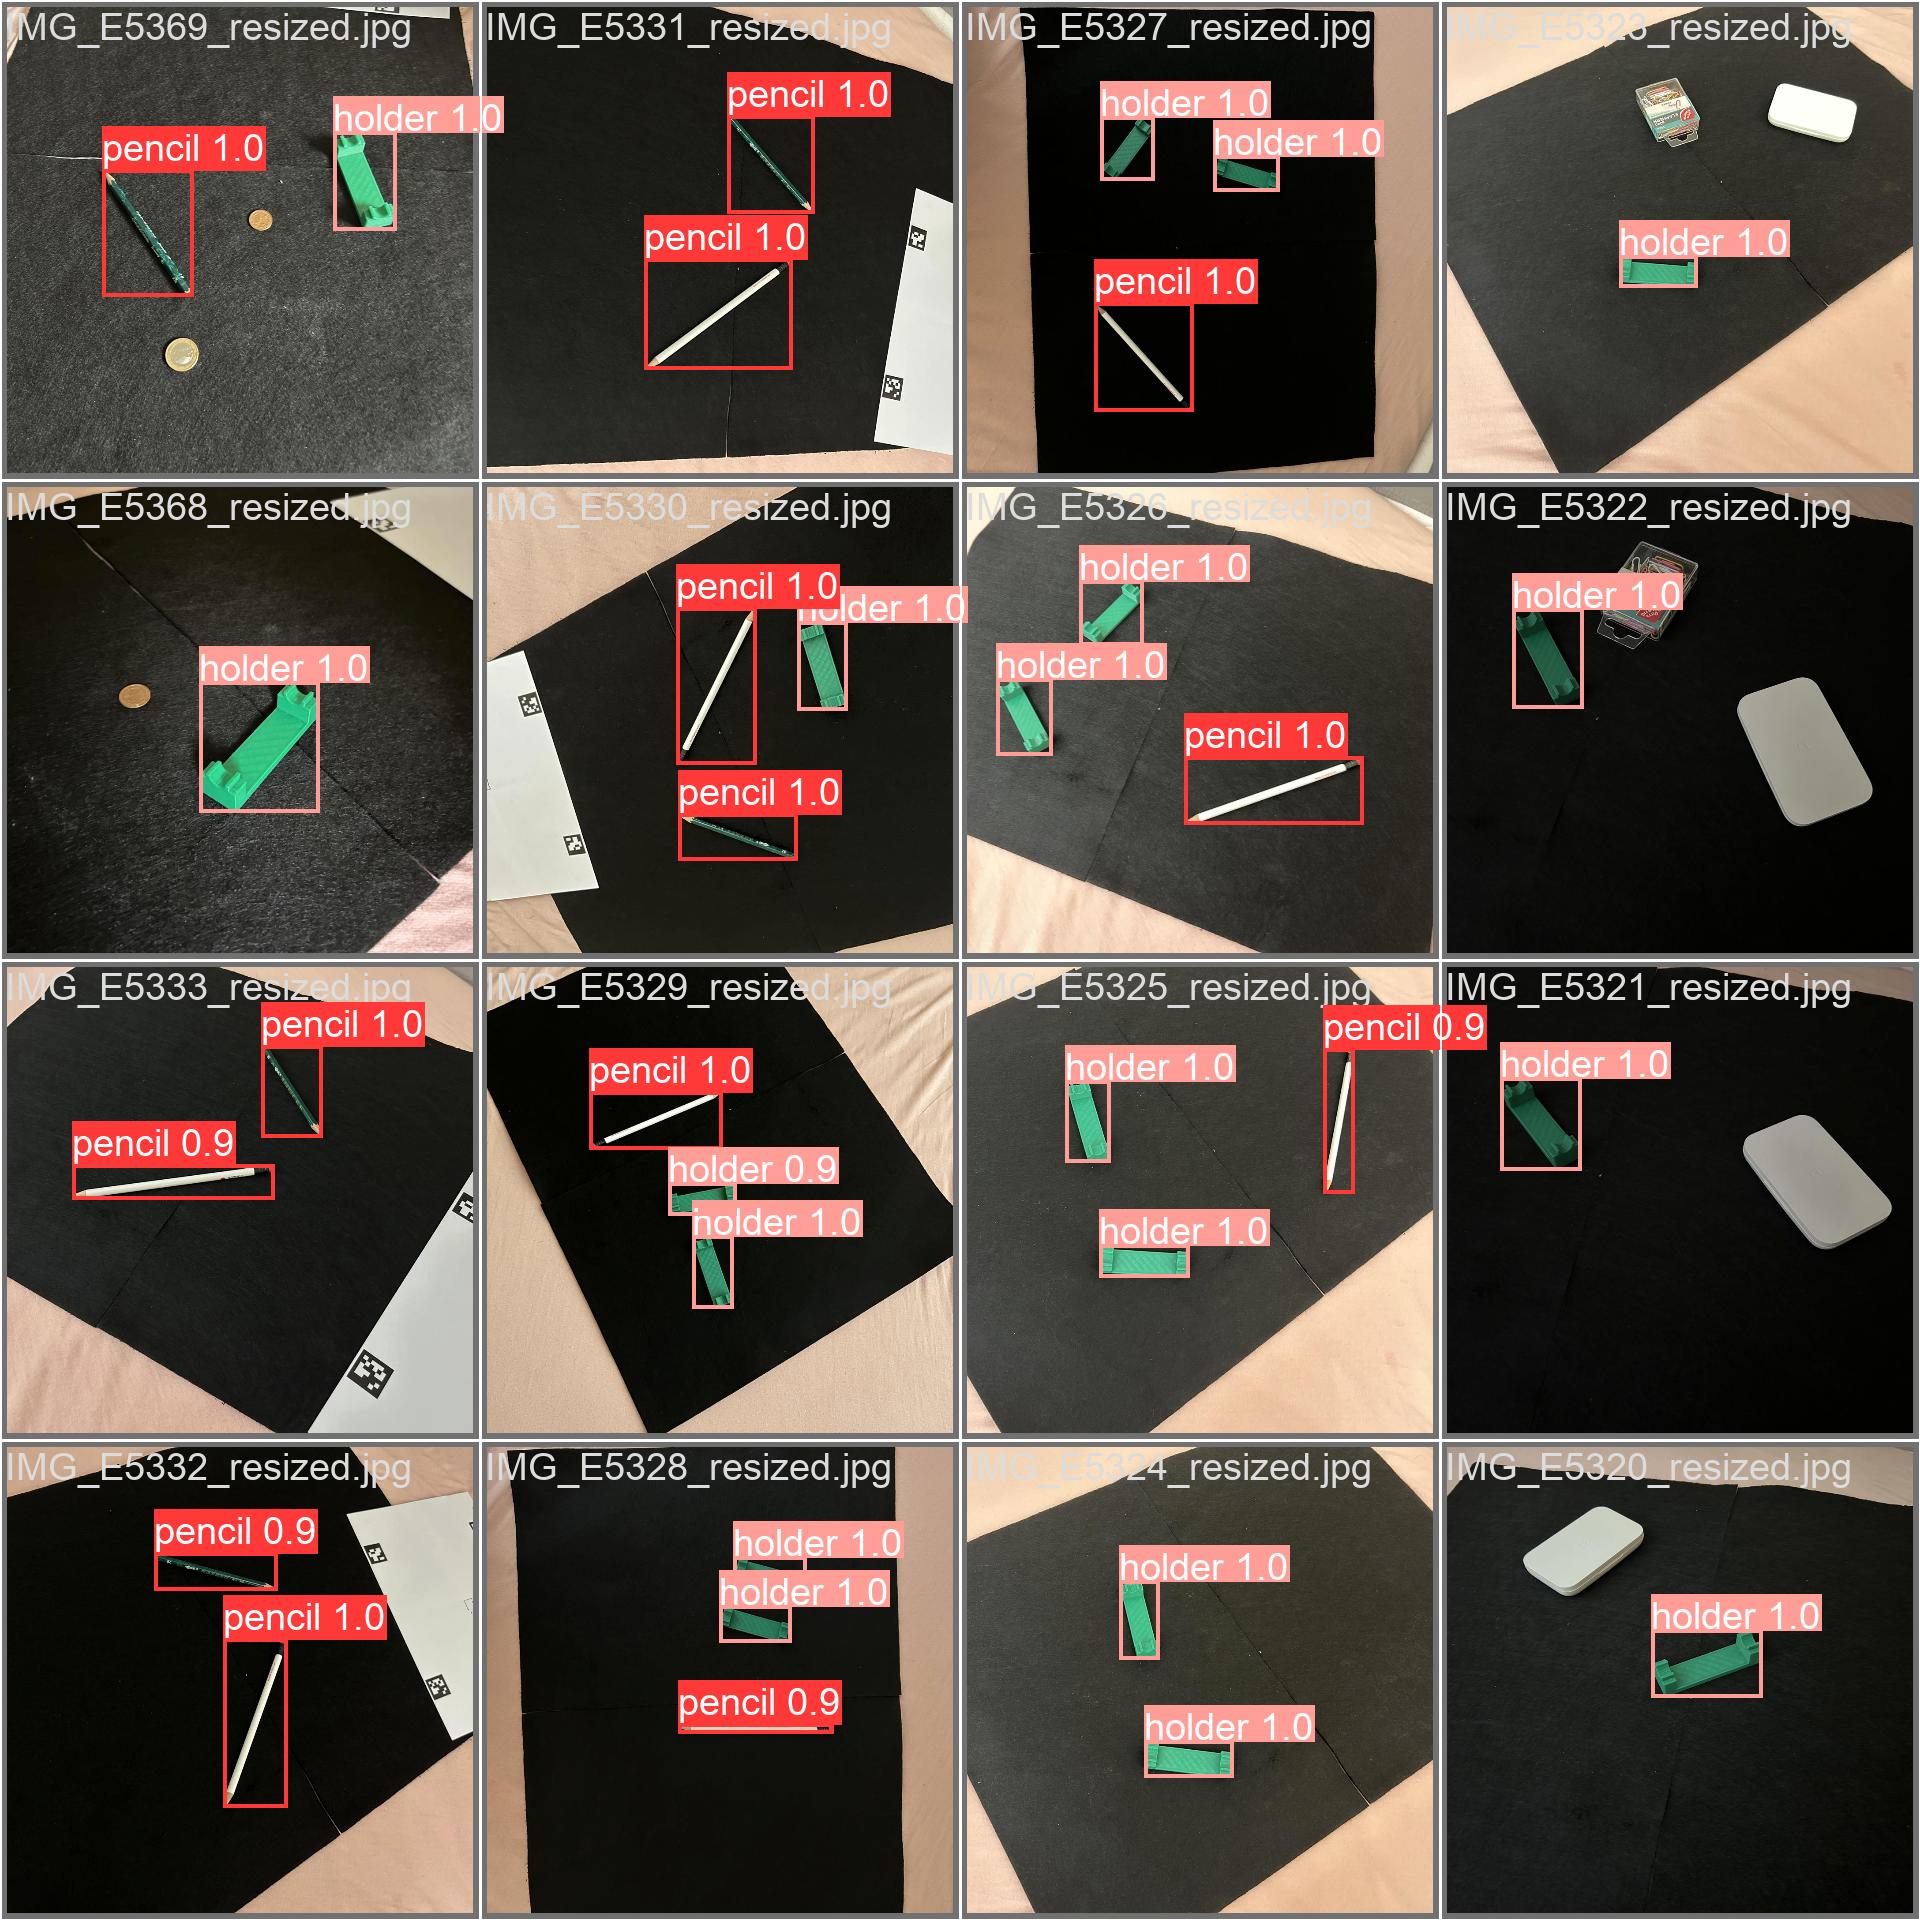 IMG_E5369_resized.jpg
holder 1.0
pencil 1.0
IMG_E5331_resized.jpg
pencil 1.0
pencil 1.0
IMG_E5327_resized.jpg
holder 1.0
holder 1.0
pencil 1.0
IMG_E5323_resized.jpg
holder 1.0
IMG_E5368_resized.jpg
holder 1.0
IMG_E5330_resized.jpg
pencil 1.0
holder 1.0
pencil 1.0
IMG_E5326_resized.jpg
holder 1.0
holder 1.0
pencil 1.0
IMG_E5322_resized.jpg
holder 1.0
IMG_E5333_resized.jpg
pencil 1.0
pencil 0.9
IMG_E5329_resized.jpg
pencil 1.0
holder 0.9
holder 1.0
IMG_E5325_resized.jpg
pencil 0.9
holder 1.0
holder 1.0
IMG_E5321_resized.jpg
holder 1.0
IMG_E5332_resized.jpg
pencil 0.9
pencil 1.0
IMG_E5328_resized.jpg
holder 1.0
holder 1.0
pencil 0.9
IMG_E5324_resized.jpg
holder 1.0
holder 1.0
IMG_E5320_resized.jpg
holder 1.0